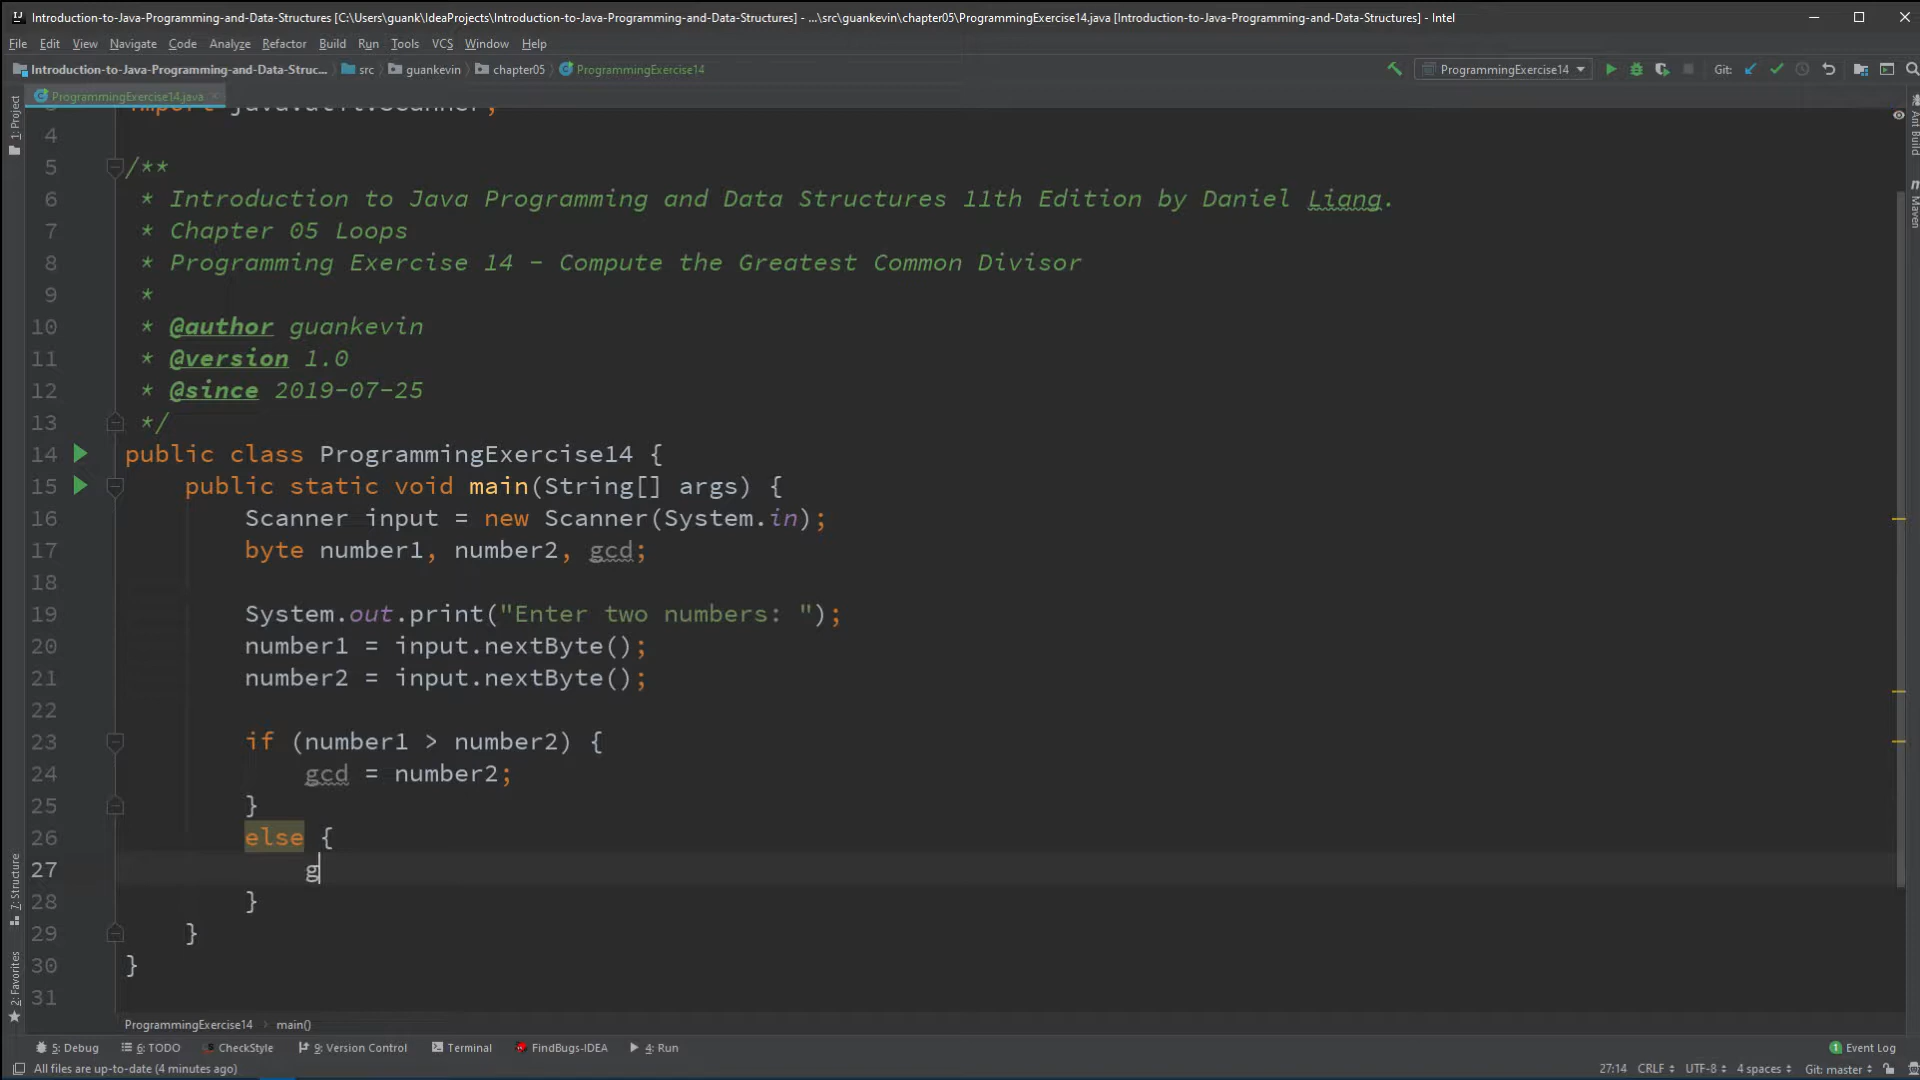 Introduction-to-Java-Programming-and-Data-Structures [C:\Users\guank\IdeaProjects\Introduction-to-Java-Programming-and-Data-Structures] - ...\src\guankevin\chapter05\ProgrammingExercise14.java [Introduction-to-Java-Programming-and-Data-Structures] - Intel
File Edit View Navigate Code Analyze Refactor Build Run Tools VCS Window Help
Introduction-to-Java-Programming-and-Data-Struc... src guankevin chapter05 ProgrammingExercise14 ProgrammingExercise14 Git:
ProgrammingExercise14.java
1: Project
Ant Build
Maven
import java.util.Scanner;
4
5 /**
6 * Introduction to Java Programming and Data Structures 11th Edition by Daniel Liang.
7 * Chapter 05 Loops
8 * Programming Exercise 14 - Compute the Greatest Common Divisor
9 *
10 * @author guankevin
11 * @version 1.0
12 * @since 2019-07-25
13 */
14 public class ProgrammingExercise14 {
15 public static void main(String[] args) {
16 Scanner input = new Scanner(System.in);
17 byte number1, number2, gcd;
18
19 System.out.print("Enter two numbers: ");
20 number1 = input.nextByte();
21 number2 = input.nextByte();
22
23 if (number1 > number2) {
24 gcd = number2;
25 }
26 else {
27 g
28 }
29 }
30 }
31
7: Structure
2: Favorites
ProgrammingExercise14 main()
5: Debug 6: TODO CheckStyle 9: Version Control Terminal FindBugs-IDEA 4: Run 1 Event Log
All files are up-to-date (4 minutes ago) 27:14 CRLF UTF-8 4 spaces Git: master